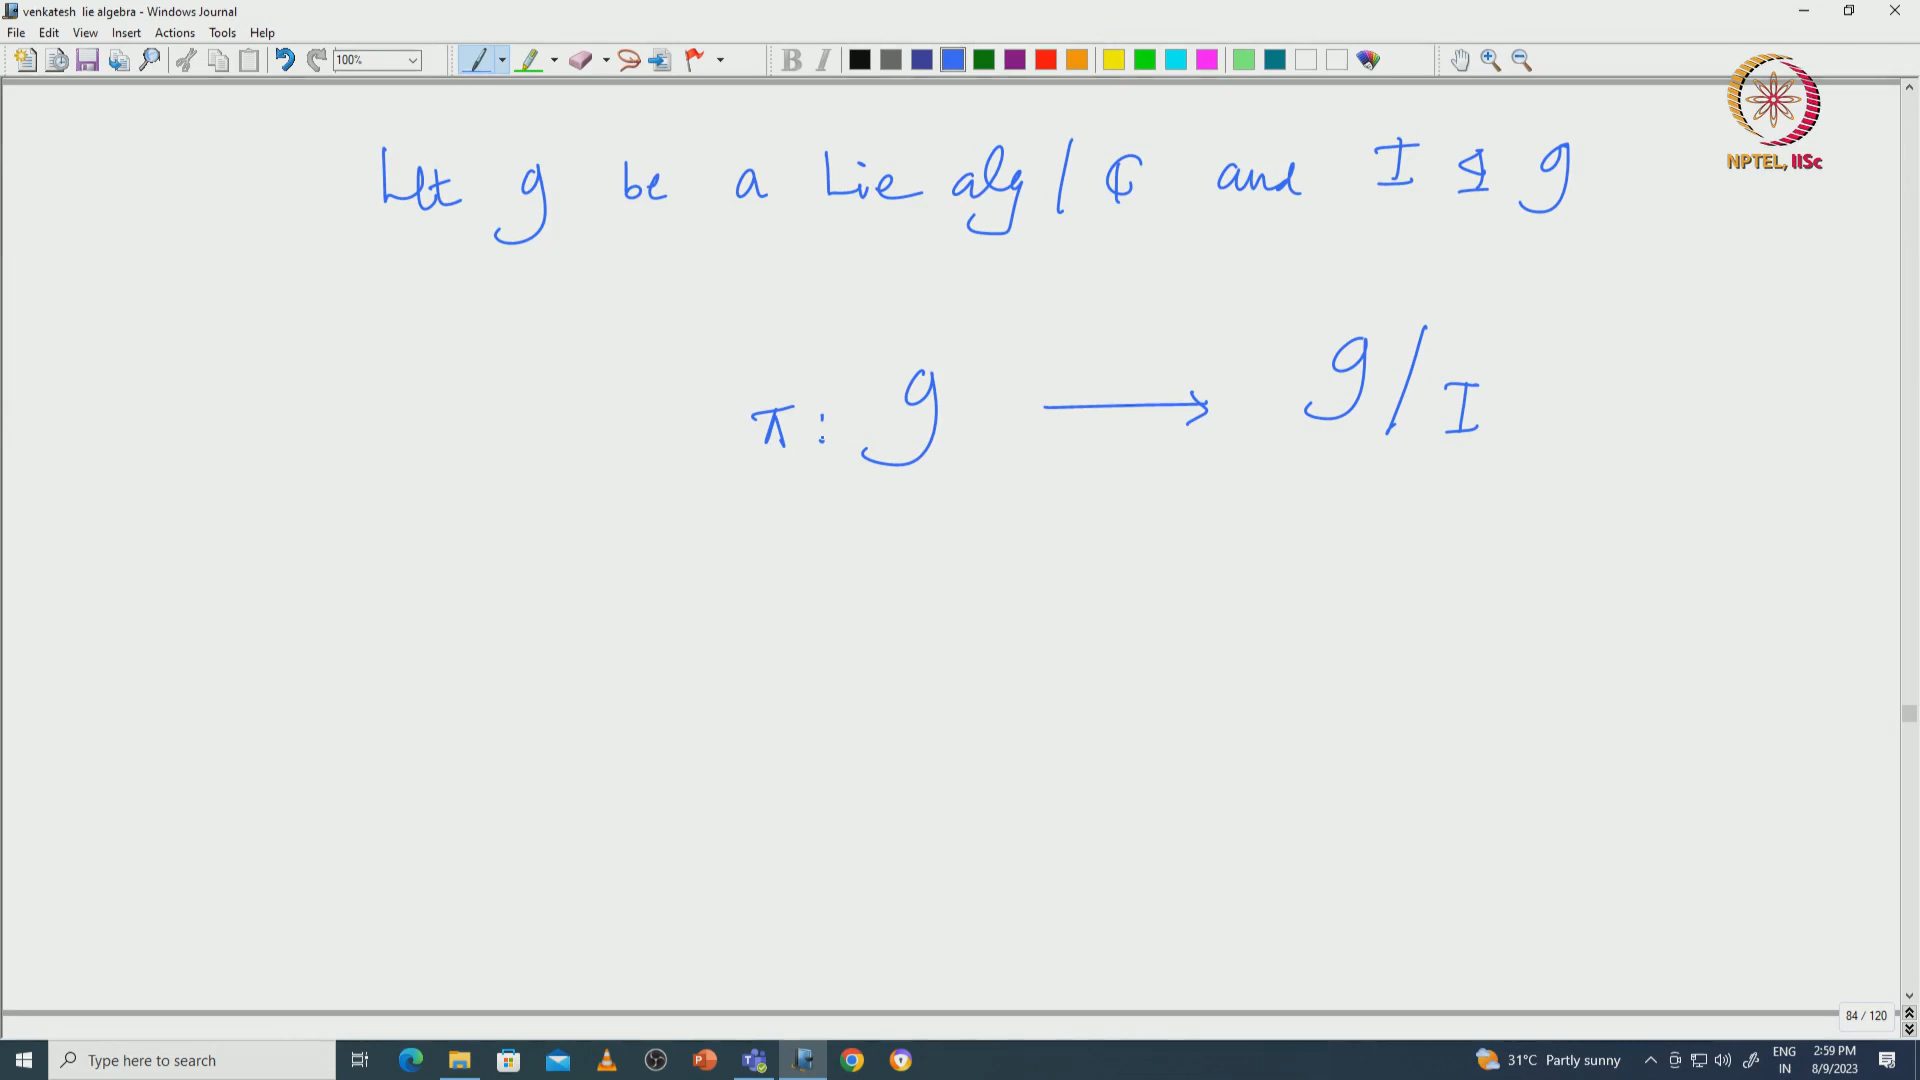 venkatesh lie algebra - Windows Journal
File Edit View Insert Actions Tools Help
100%
B I
NPTEL, IISc
Let g be a Lie alg / ℂ and I ⊴ g
π: g ⟶ g/I
84 / 120
Type here to search
31°C Partly sunny
ENG
IN
2:59 PM
8/9/2023